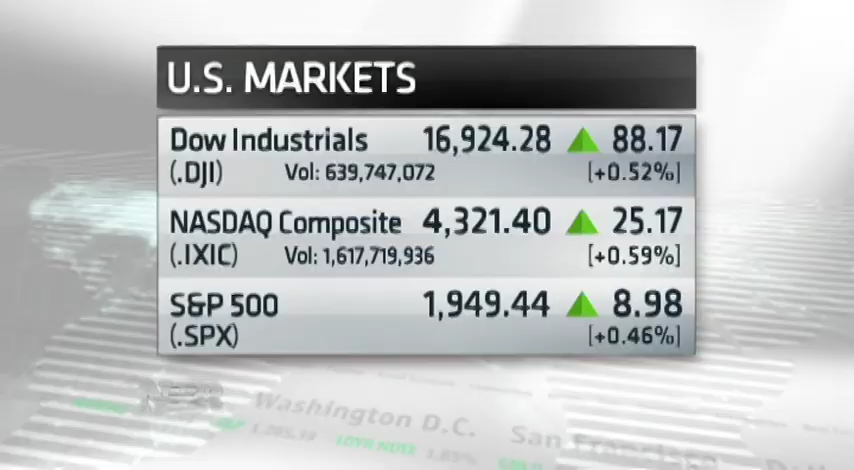 U.S. MARKETS
Dow Industrials 16,924.28 ▲ 88.17
(.DJI) Vol: 639,747,072 [+0.52%]
NASDAQ Composite 4,321.40 ▲ 25.17
(.IXIC) Vol: 1,617,719,936 [+0.59%]
S&P 500 1,949.44 ▲ 8.98
(.SPX) [+0.46%]
Washington D.C. San Francisco